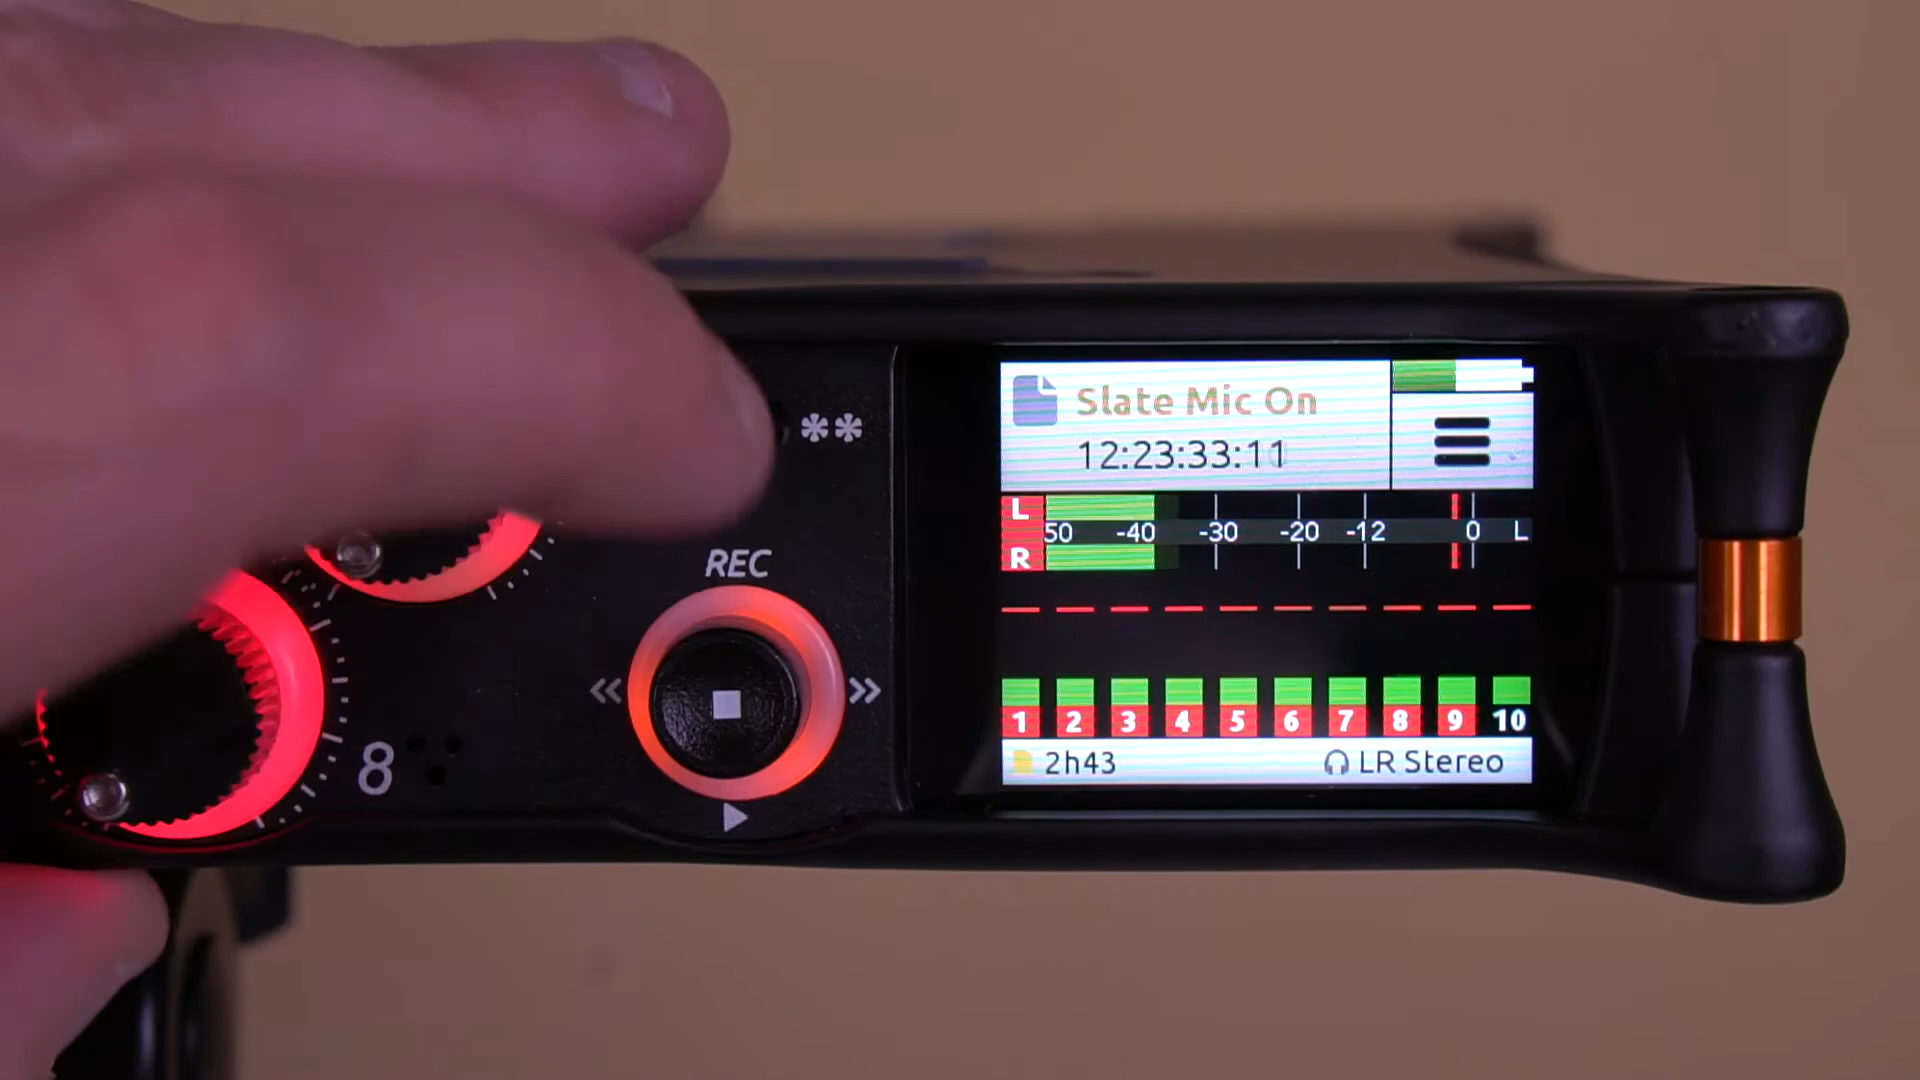 **
REC
8
Slate Mic On
12:23:33:11
L
50 -40 -30 -20 -12 0 L
R
1 2 3 4 5 6 7 8 9 10
2h43 LR Stereo